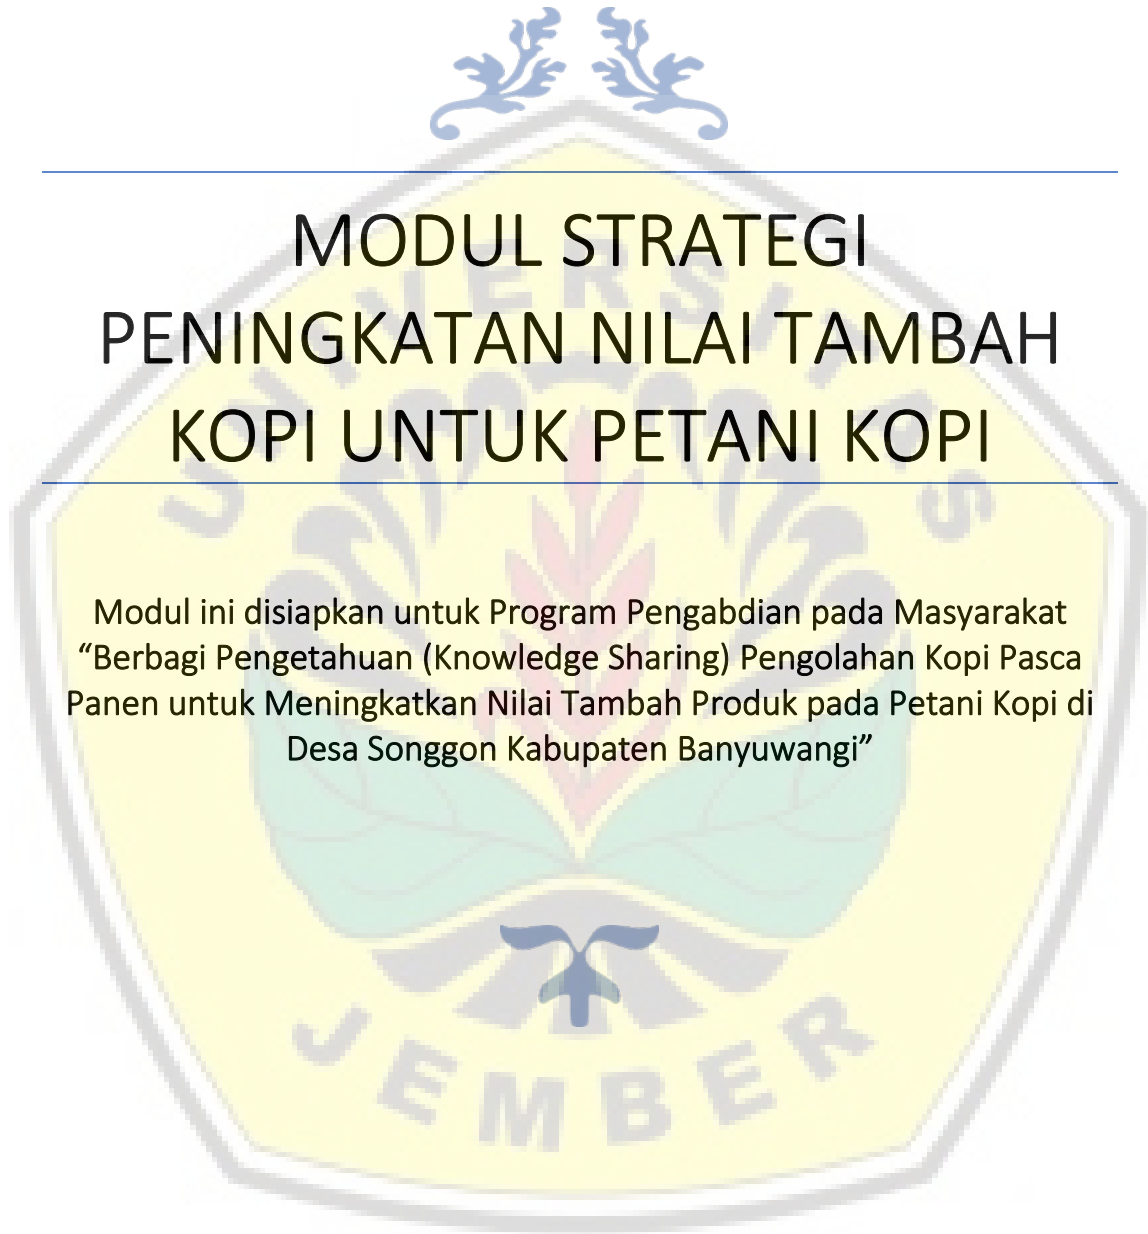 MODUL STRATEGI
PENINGKATAN NILAI TAMBAH
KOPI UNTUK PETANI KOPI
Modul ini disiapkan untuk Program Pengabdian pada Masyarakat
“Berbagi Pengetahuan (Knowledge Sharing) Pengolahan Kopi Pasca
Panen untuk Meningkatkan Nilai Tambah Produk pada Petani Kopi di
Desa Songgon Kabupaten Banyuwangi”
UNIVERSITAS
JEMBER